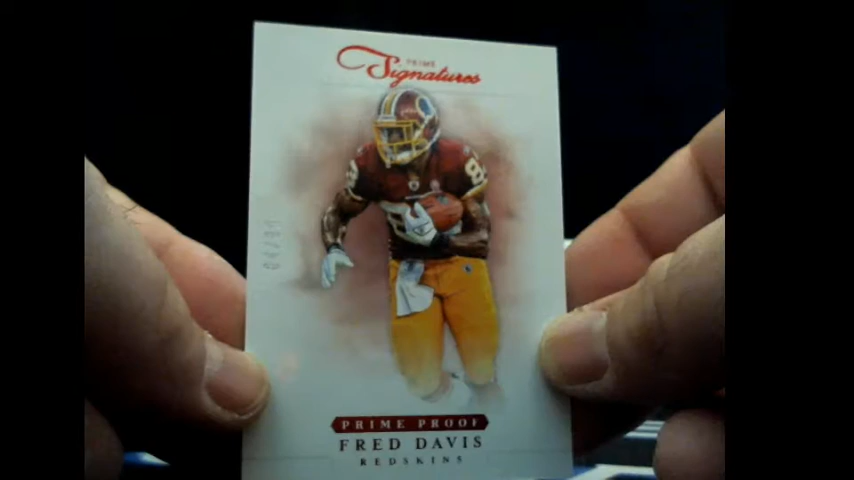 PRIME
Signatures
PRIME PROOF
FRED DAVIS
REDSKINS